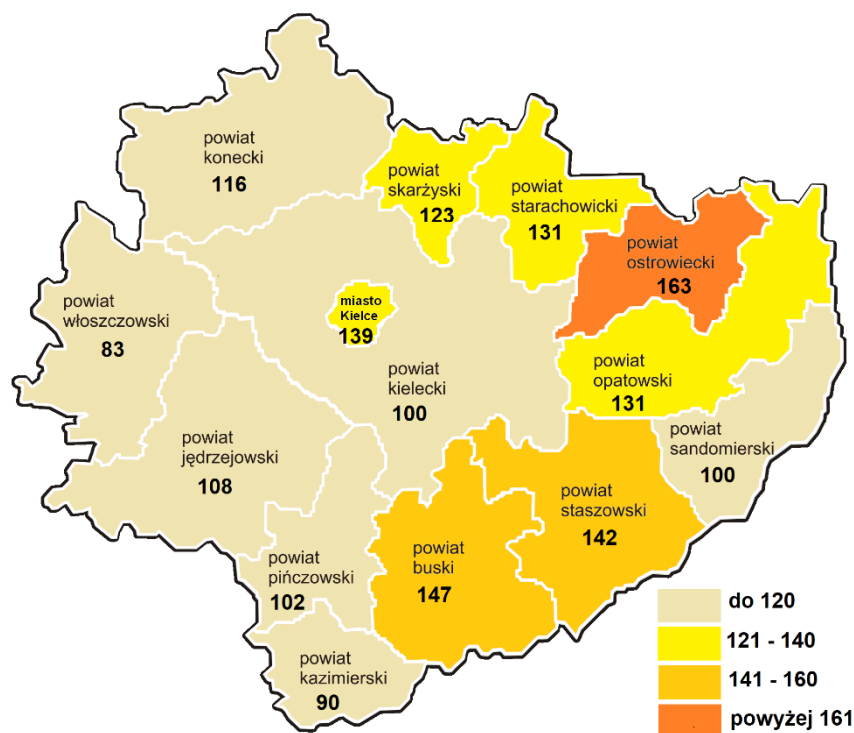 powiat
konecki
116
powiat
skarżyski
123
powiat
starachowicki
131
powiat
ostrowiecki
163
powiat
włoszczowski
83
miasto
Kielce
139
powiat
kielecki
100
powiat
opatowski
131
powiat
sandomierski
100
powiat
jędrzejowski
108
powiat
staszowski
142
powiat
pińczowski
102
powiat
buski
147
powiat
kazimierski
90
do 120
121 - 140
141 - 160
powyżej 161